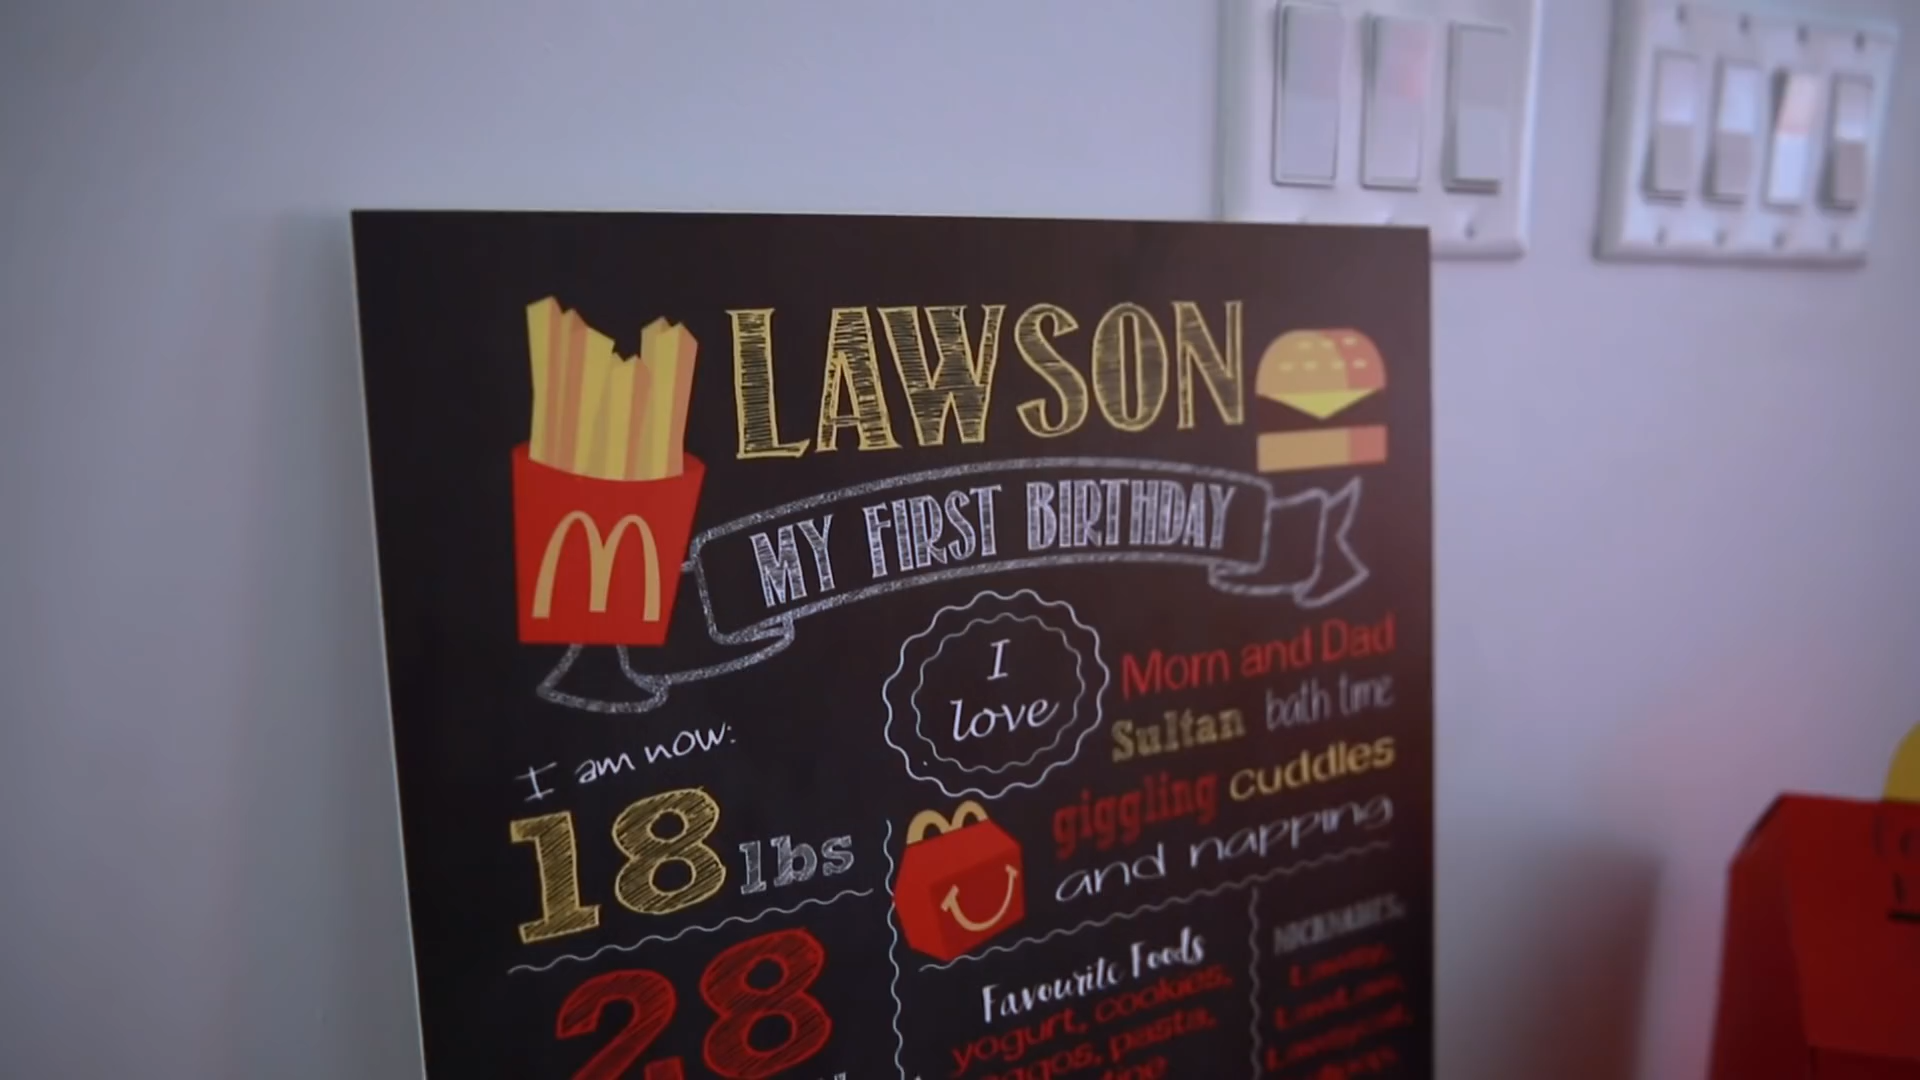 LAWSON
MY FIRST BIRTHDAY
I love
Mom and Dad
Sultan bath time
giggling cuddles
and napping
I am now:
18 lbs
28
Favourite Foods
yogurt, cookies,
pasta,
NICKNAMES: